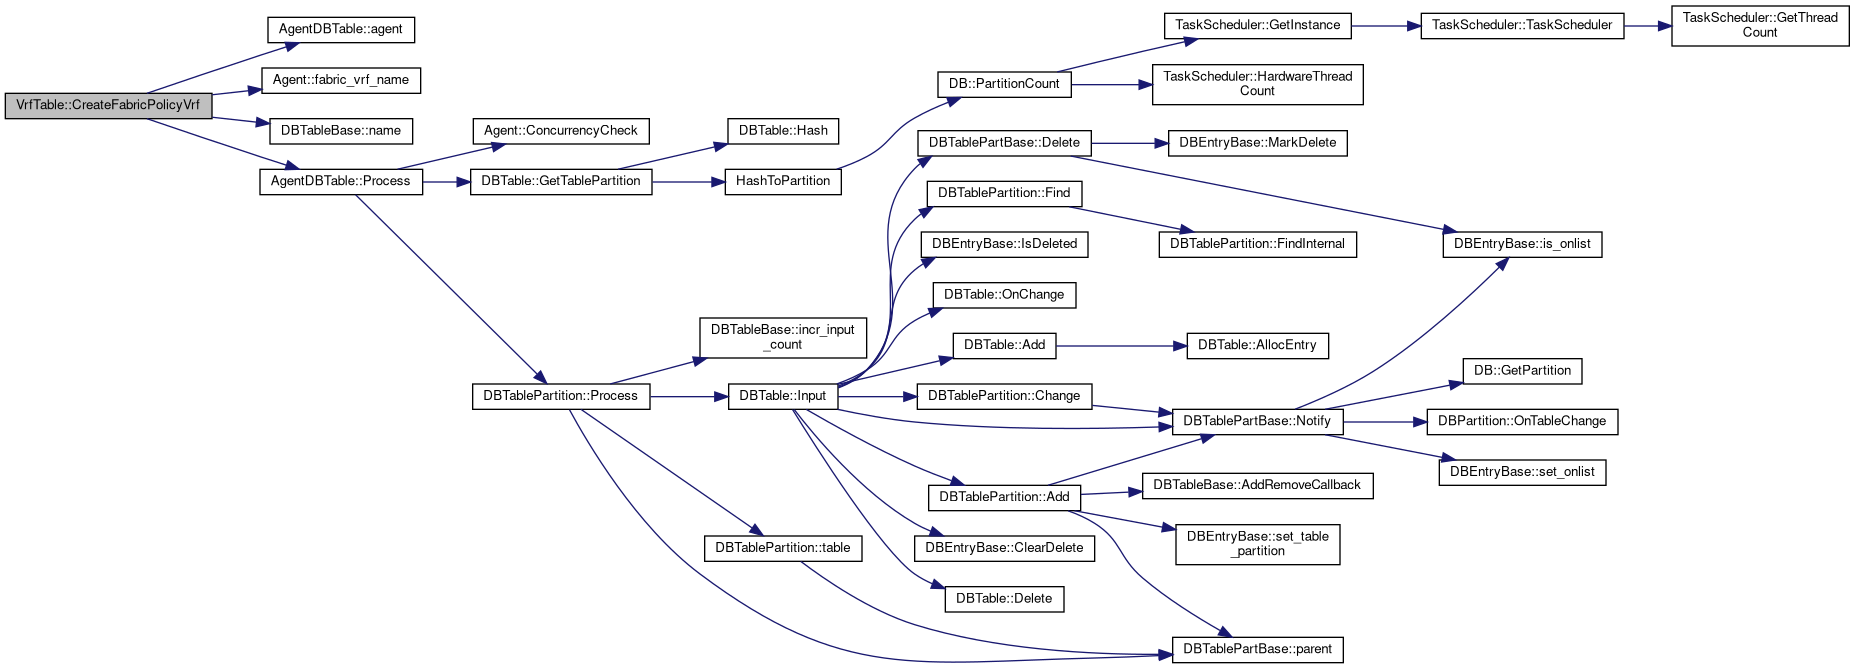 VrfTable::CreateFabricPolicyVrf
AgentDBTable::agent
Agent::fabric_vrf_name
DBTableBase::name
AgentDBTable::Process
Agent::ConcurrencyCheck
DBTable::GetTablePartition
DBTable::Hash
HashToPartition
DB::PartitionCount
TaskScheduler::GetInstance
TaskScheduler::TaskScheduler
TaskScheduler::GetThread
Count
TaskScheduler::HardwareThread
Count
DBTablePartition::Process
DBTableBase::incr_input
_count
DBTable::Input
DBTablePartBase::Delete
DBEntryBase::MarkDelete
DBTablePartition::Find
DBTablePartition::FindInternal
DBEntryBase::is_onlist
DBEntryBase::IsDeleted
DBTable::OnChange
DBTable::Add
DBTable::AllocEntry
DBTablePartition::Change
DBTablePartBase::Notify
DB::GetPartition
DBPartition::OnTableChange
DBEntryBase::set_onlist
DBTablePartition::Add
DBTableBase::AddRemoveCallback
DBEntryBase::set_table
_partition
DBTablePartition::table
DBEntryBase::ClearDelete
DBTable::Delete
DBTablePartBase::parent